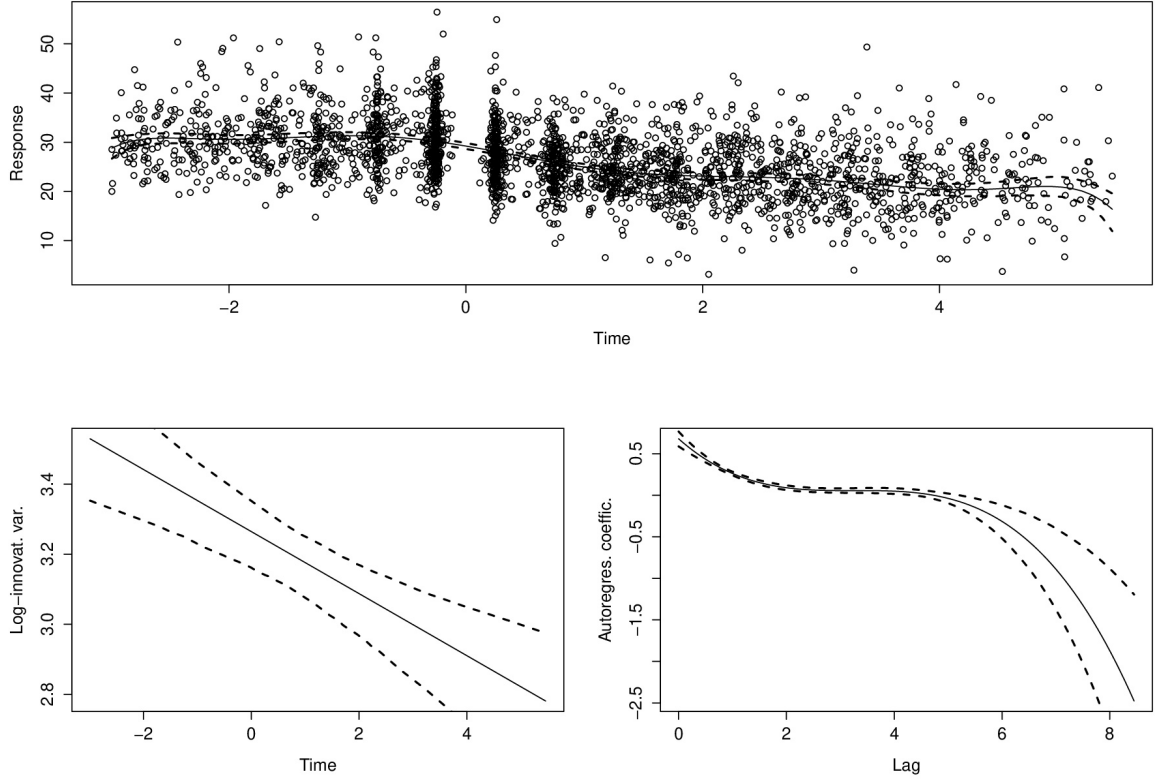 50
40
30
20
10
Response
−2 0 2 4
Time
3.4
3.2
3.0
2.8
Log−innovat. var.
−2 0 2 4
Time
0.5
−0.5
−1.5
−2.5
Autoregres. coeffic.
0 2 4 6 8
Lag